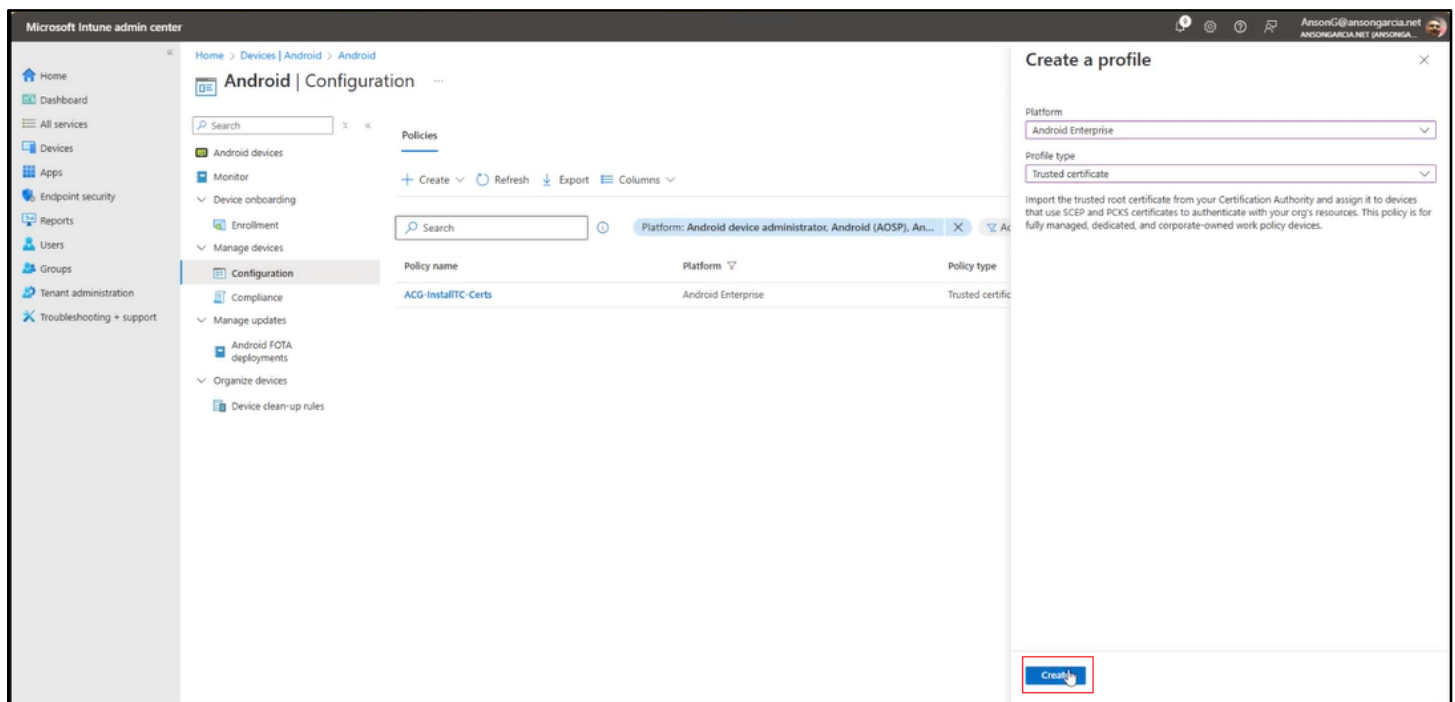 Microsoft Intune admin center
AnsonG@ansongarcia.net
ANSONGARCIA.NET (ANSONGA...
Home
Dashboard
All services
Devices
Apps
Endpoint security
Reports
Users
Groups
Tenant administration
Troubleshooting + support
Home > Devices | Android > Android
Android | Configuration ...
Search
Android devices
Monitor
Device onboarding
Enrollment
Manage devices
Configuration
Compliance
Manage updates
Android FOTA
deployments
Organize devices
Device clean-up rules
Policies
+ Create Refresh Export Columns
Search
Platform: Android device administrator, Android (AOSP), An...
Policy name Platform Policy type
ACG-InstallTC-Certs Android Enterprise Trusted certific
Create a profile
Platform
Android Enterprise
Profile type
Trusted certificate
Import the trusted root certificate from your Certification Authority and assign it to devices
that use SCEP and PCKS certificates to authenticate with your org's resources. This policy is for
fully managed, dedicated, and corporate-owned work policy devices.
Create